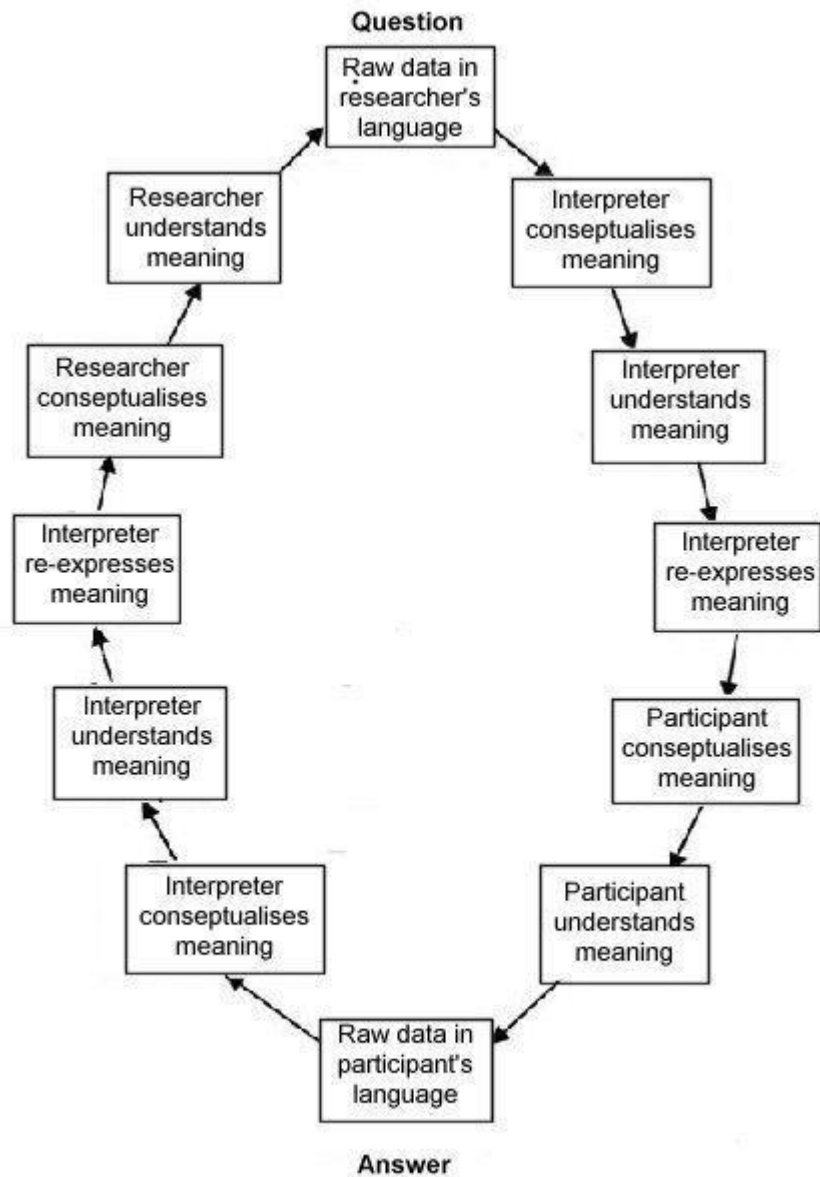 Question
Raw data in
researcher's
language
Interpreter
conseptualises
meaning
Interpreter
understands
meaning
Interpreter
re-expresses
meaning
Participant
conseptualises
meaning
Participant
understands
meaning
Raw data in
participant's
language
Answer
Interpreter
conseptualises
meaning
Interpreter
understands
meaning
Interpreter
re-expresses
meaning
Researcher
conseptualises
meaning
Researcher
understands
meaning